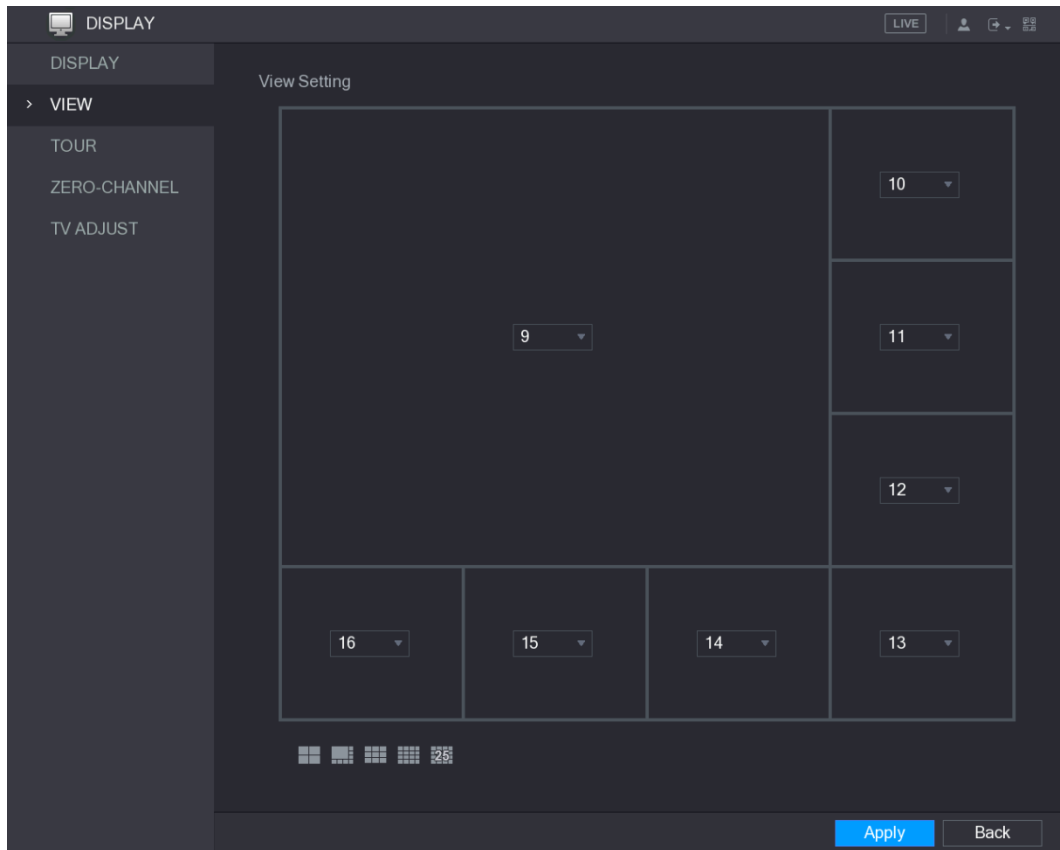 DISPLAY
LIVE
DISPLAY
VIEW
TOUR
ZERO-CHANNEL
TV ADJUST
View Setting
10
9
11
12
16
15
14
13
25
Apply
Back